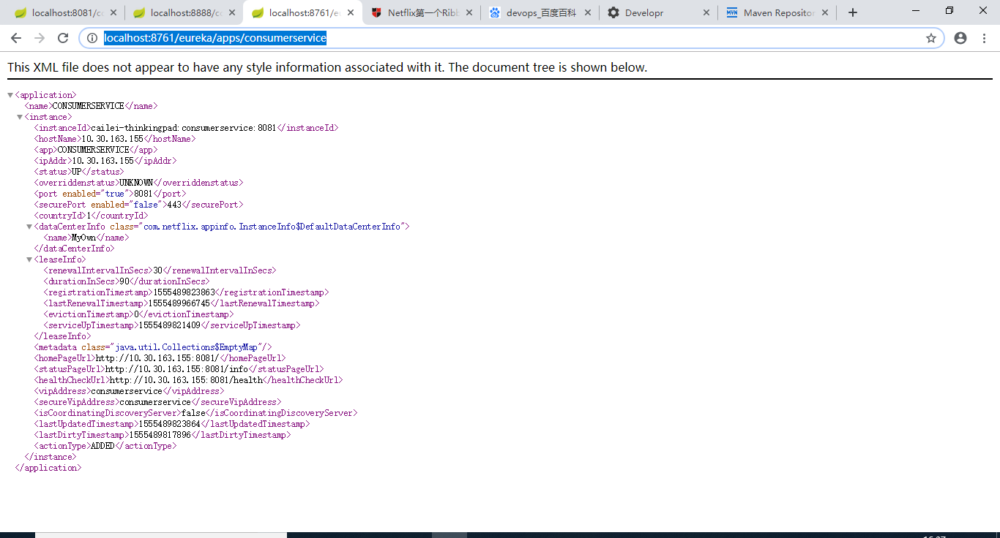 localhost:8081/ca
localhost:8888/co
localhost:8761/eu
Netflix第一个Ribb
devops_百度百科
Developr
Maven Repositor
localhost:8761/eureka/apps/consumerservice
This XML file does not appear to have any style information associated with it. The document tree is shown below.
<application>
<name>CONSUMERSERVICE</name>
<instance>
<instanceId>cailei-thinkingpad:consumerservice:8081</instanceId>
<hostName>10.30.163.155</hostName>
<app>CONSUMERSERVICE</app>
<ipAddr>10.30.163.155</ipAddr>
<status>UP</status>
<overriddenstatus>UNKNOWN</overriddenstatus>
<port enabled="true">8081</port>
<securePort enabled="false">443</securePort>
<countryId>1</countryId>
<dataCenterInfo class="com.netflix.appinfo.InstanceInfo$DefaultDataCenterInfo">
<name>MyOwn</name>
</dataCenterInfo>
<leaseInfo>
<renewalIntervalInSecs>30</renewalIntervalInSecs>
<durationInSecs>90</durationInSecs>
<registrationTimestamp>1555489823863</registrationTimestamp>
<lastRenewalTimestamp>1555489966745</lastRenewalTimestamp>
<evictionTimestamp>0</evictionTimestamp>
<serviceUpTimestamp>1555489821409</serviceUpTimestamp>
</leaseInfo>
<metadata class="java.util.Collections$EmptyMap"/>
<homePageUrl>http://10.30.163.155:8081/</homePageUrl>
<statusPageUrl>http://10.30.163.155:8081/info</statusPageUrl>
<healthCheckUrl>http://10.30.163.155:8081/health</healthCheckUrl>
<vipAddress>consumerservice</vipAddress>
<secureVipAddress>consumerservice</secureVipAddress>
<isCoordinatingDiscoveryServer>false</isCoordinatingDiscoveryServer>
<lastUpdatedTimestamp>1555489823864</lastUpdatedTimestamp>
<lastDirtyTimestamp>1555489817896</lastDirtyTimestamp>
<actionType>ADDED</actionType>
</instance>
</application>